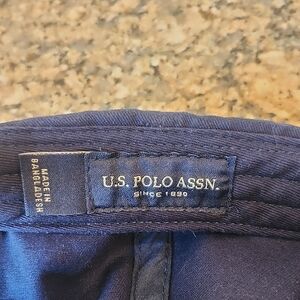 MADE IN
BANGLADESH
U.S. POLO ASSN.
SINCE 1890